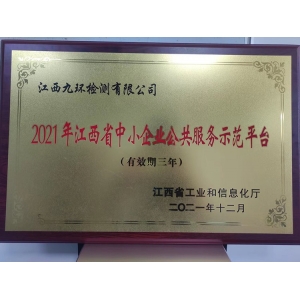 江西九环检测有限公司
2021年江西省中小企业公共服务示范平台
（有效期三年）
江西省工业和信息化厅
二〇二一年十二月